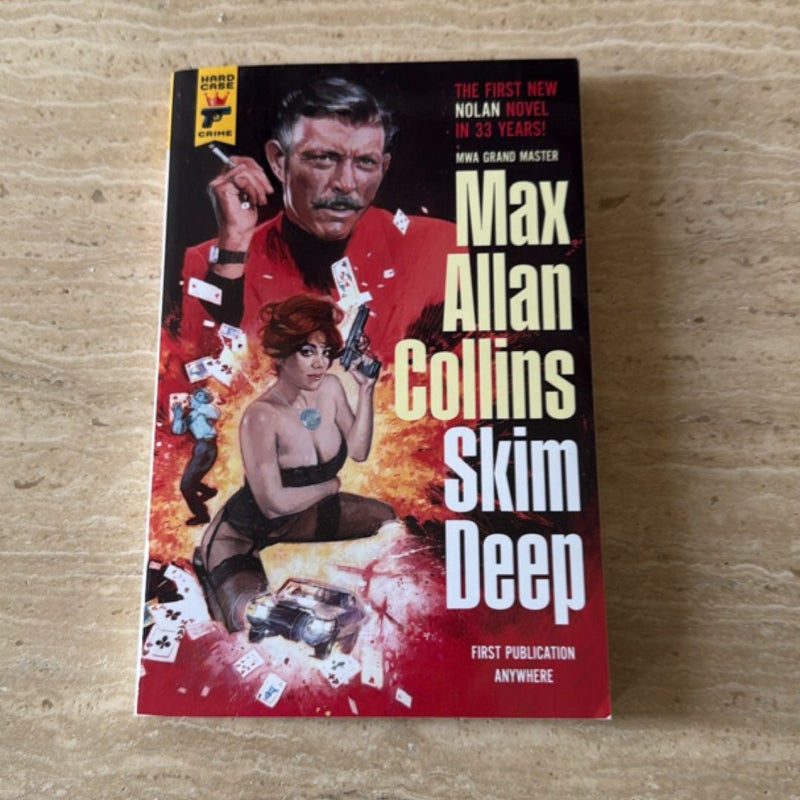 HARD
CASE
CRIME
THE FIRST NEW
NOLAN NOVEL
IN 33 YEARS!
MWA GRAND MASTER
Max
Allan
Collins
Skim
Deep
FIRST PUBLICATION
ANYWHERE